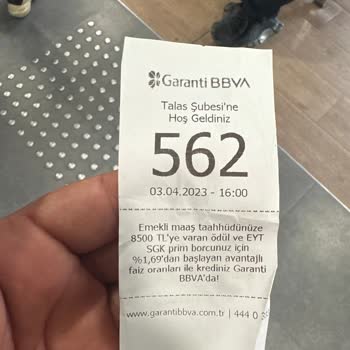 Garanti BBVA
Talas Şubesi'ne
Hoş Geldiniz
562
03.04.2023 - 16:00
Emekli maaş taahhüdünüze
8500 TL'ye varan ödül ve EYT
SGK prim borcunuz için
%1,69'dan başlayan avantajlı
faiz oranları ile krediniz Garanti
BBVA'da!
www.garantibbva.com.tr | 444 0